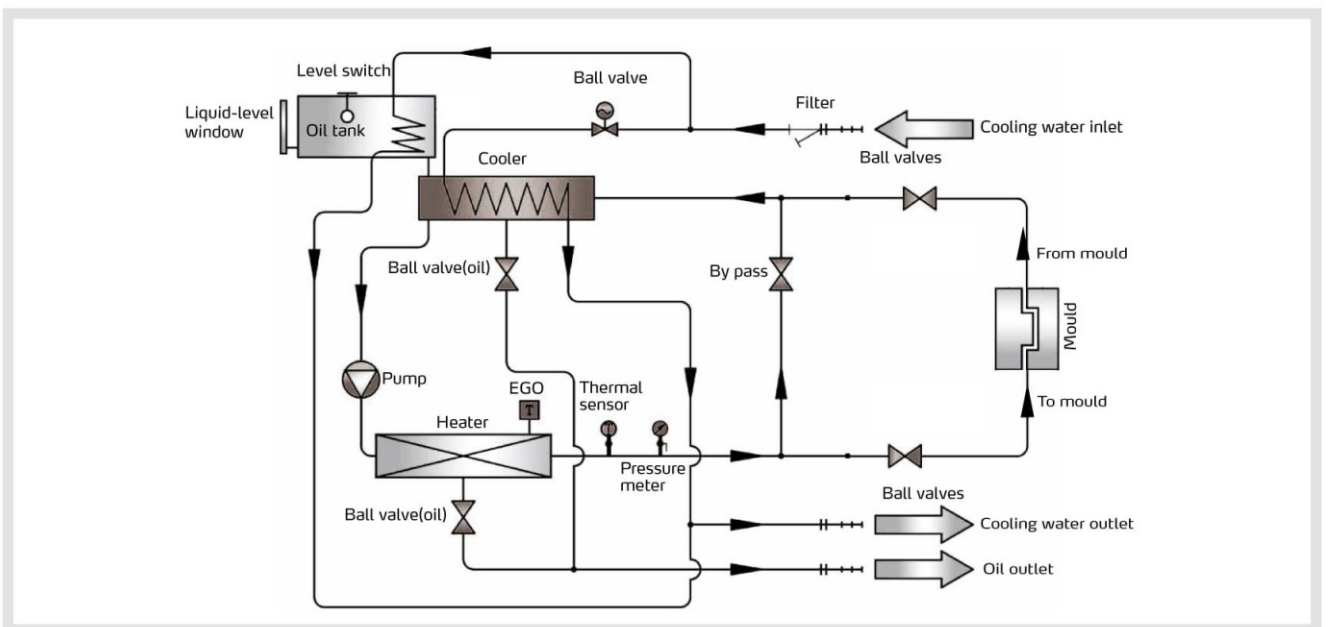 Level switch
Ball valve
Filter
Liquid-level
window
Oil tank
Cooling water inlet
Cooler
Ball valves
Ball valve(oil)
By pass
From mould
Mould
Pump
EGO
Thermal
sensor
T
To mould
Heater
Pressure
meter
Ball valves
Ball valve(oil)
Cooling water outlet
Oil outlet